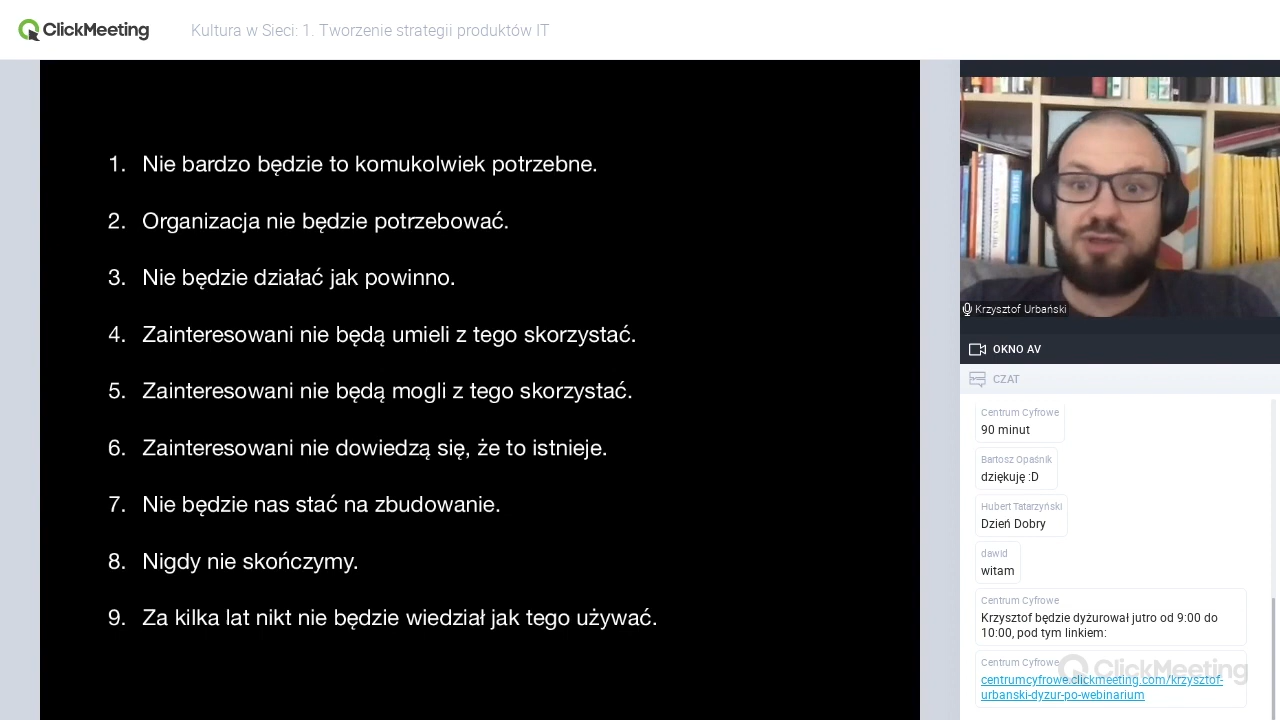 ClickMeeting
Kultura w Sieci: 1. Tworzenie strategii produktów IT
1. Nie bardzo będzie to komukolwiek potrzebne.
2. Organizacja nie będzie potrzebować.
3. Nie będzie działać jak powinno.
4. Zainteresowani nie będą umieli z tego skorzystać.
5. Zainteresowani nie będą mogli z tego skorzystać.
6. Zainteresowani nie dowiedzą się, że to istnieje.
7. Nie będzie nas stać na zbudowanie.
8. Nigdy nie skończymy.
9. Za kilka lat nikt nie będzie wiedział jak tego używać.
Krzysztof Urbański
OKNO AV
CZAT
Centrum Cyfrowe
90 minut
Bartosz Opaśnik
dziękuję :D
Hubert Tatarzyński
Dzień Dobry
dawid
witam
Centrum Cyfrowe
Krzysztof będzie dyżurował jutro od 9:00 do
10:00, pod tym linkiem:
Centrum Cyfrowe
centrumcyfrowe.clickmeeting.com/krzysztof-
urbanski-dyzur-po-webinarium
ClickMeeting